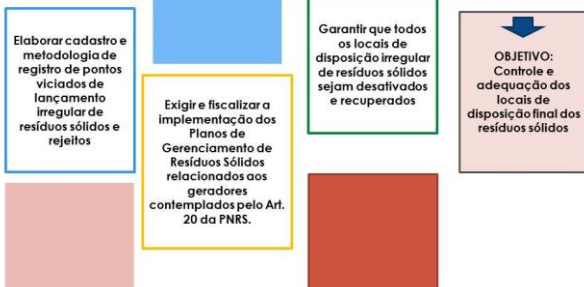 Elaborar cadastro e
metodologia de
registro de pontos
viciados de
lançamento
irregular de
resíduos sólidos e
rejeitos
Exigir e fiscalizar a
implementação dos
Planos de
Gerenciamento de
Resíduos Sólidos
relacionados aos
geradores
contemplados pelo Art.
20 da PNRS.
Garantir que todos
os locais de
disposição irregular
de resíduos sólidos
sejam desativados
e recuperados
OBJETIVO:
Controle e
adequação dos
locais de
disposição final dos
resíduos sólidos